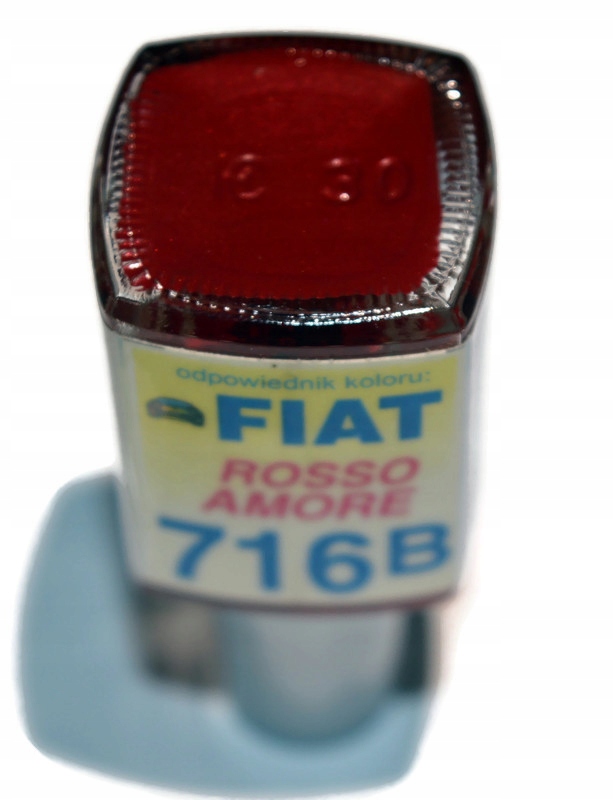 odpowiednik koloru:
FIAT
ROSSO
AMORE
716B